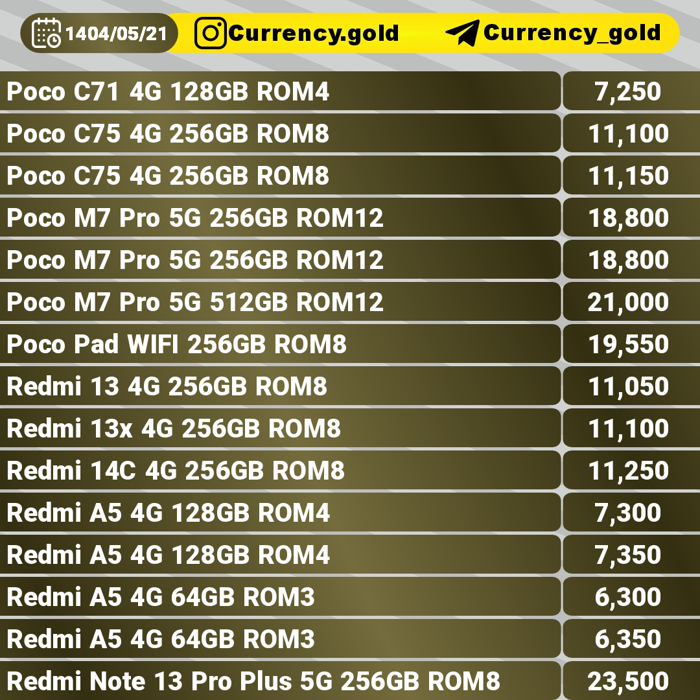 1404/05/21 Currency.gold Currency_gold
Poco C71 4G 128GB ROM4 7,250
Poco C75 4G 256GB ROM8 11,100
Poco C75 4G 256GB ROM8 11,150
Poco M7 Pro 5G 256GB ROM12 18,800
Poco M7 Pro 5G 256GB ROM12 18,800
Poco M7 Pro 5G 512GB ROM12 21,000
Poco Pad WIFI 256GB ROM8 19,550
Redmi 13 4G 256GB ROM8 11,050
Redmi 13x 4G 256GB ROM8 11,100
Redmi 14C 4G 256GB ROM8 11,250
Redmi A5 4G 128GB ROM4 7,300
Redmi A5 4G 128GB ROM4 7,350
Redmi A5 4G 64GB ROM3 6,300
Redmi A5 4G 64GB ROM3 6,350
Redmi Note 13 Pro Plus 5G 256GB ROM8 23,500